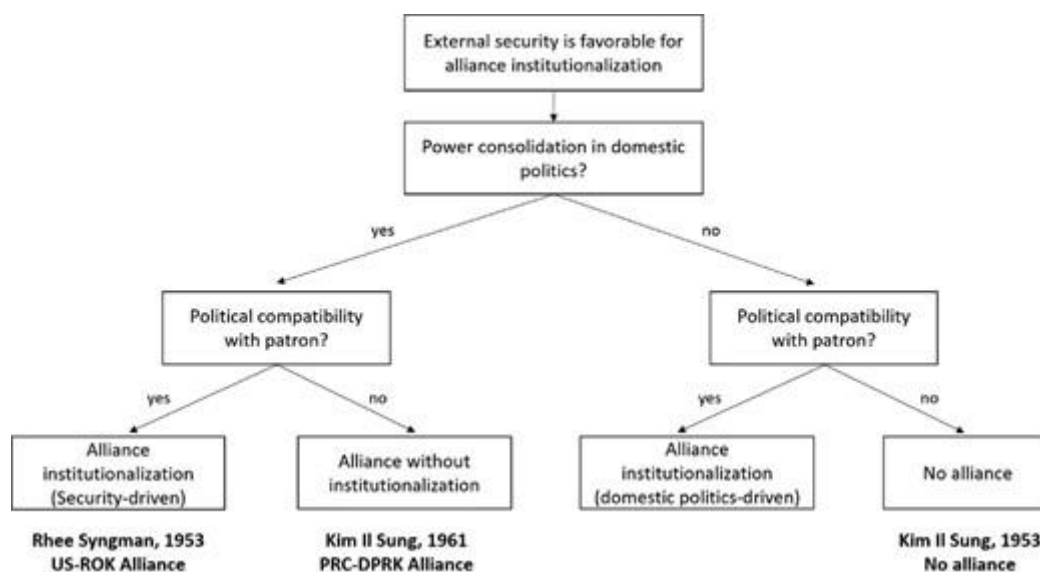 External security is favorable for
alliance institutionalization
Power consolidation in domestic
politics?
yes
no
Political compatibility
with patron?
Political compatibility
with patron?
yes
no
yes
no
Alliance
institutionalization
(Security-driven)
Alliance without
institutionalization
Alliance
institutionalization
(domestic politics-driven)
No alliance
Rhee Syngman, 1953
US-ROK Alliance
Kim Il Sung, 1961
PRC-DPRK Alliance
Kim Il Sung, 1953
No alliance